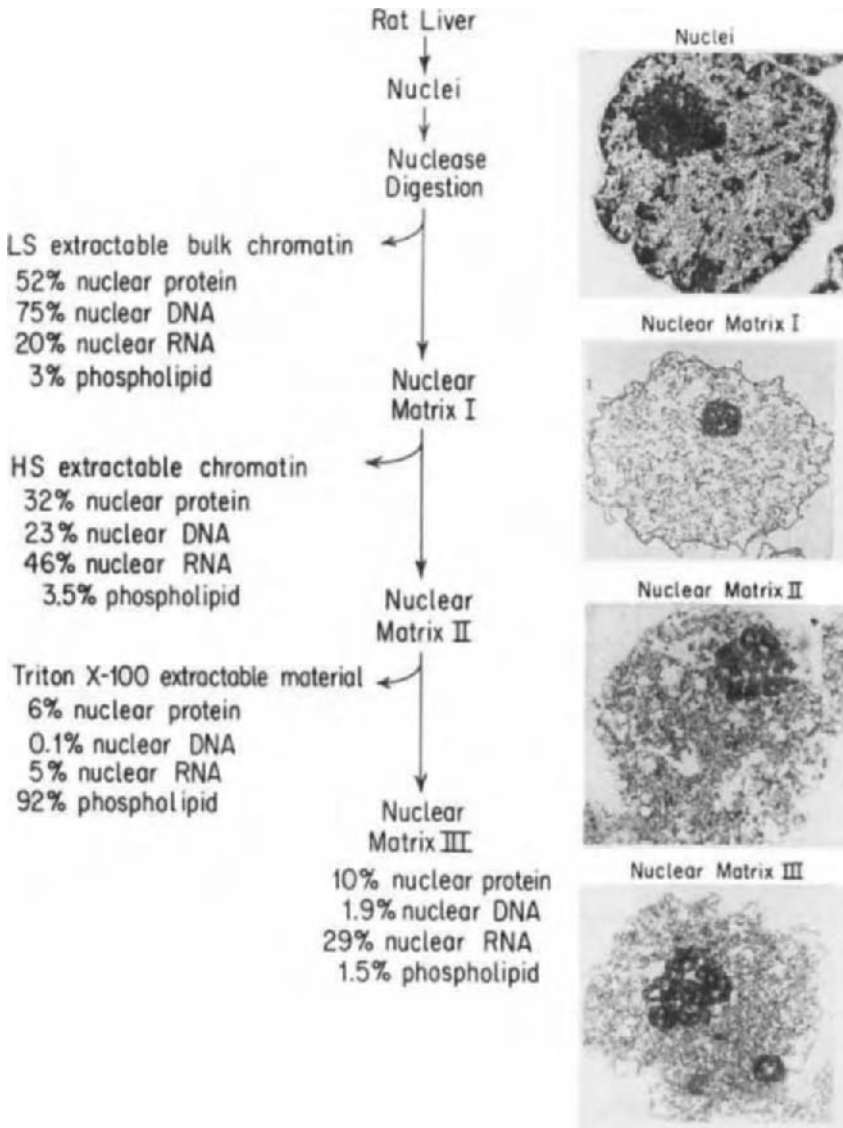 Rat Liver
Nuclei
Nuclease
Digestion
LS extractable bulk chromatin
52% nuclear protein
75% nuclear DNA
20% nuclear RNA
3% phospholipid
Nuclear
Matrix I
HS extractable chromatin
32% nuclear protein
23% nuclear DNA
46% nuclear RNA
3.5% phospholipid
Nuclear
Matrix II
Triton X-100 extractable material
6% nuclear protein
0.1% nuclear DNA
5% nuclear RNA
92% phospholipid
Nuclear
Matrix III
10% nuclear protein
1.9% nuclear DNA
29% nuclear RNA
1.5% phospholipid
Nuclei
Nuclear Matrix I
Nuclear Matrix II
Nuclear Matrix III